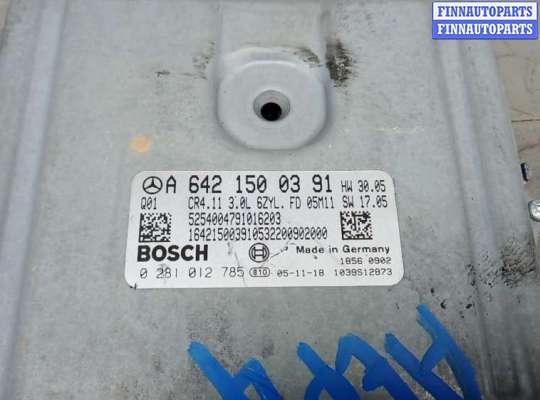 FINNAUTOPARTS
FINNAUTOPARTS
A 642 150 03 91 HW 30.05
Q01 CR4.11 3.0L 6ZYL. FD 05M11 SW 17.05
5254004791016203
164215003910532200902000
BOSCH Made in Germany
1856 0902
0 281 012 785 810 05-11-18 1039S12873